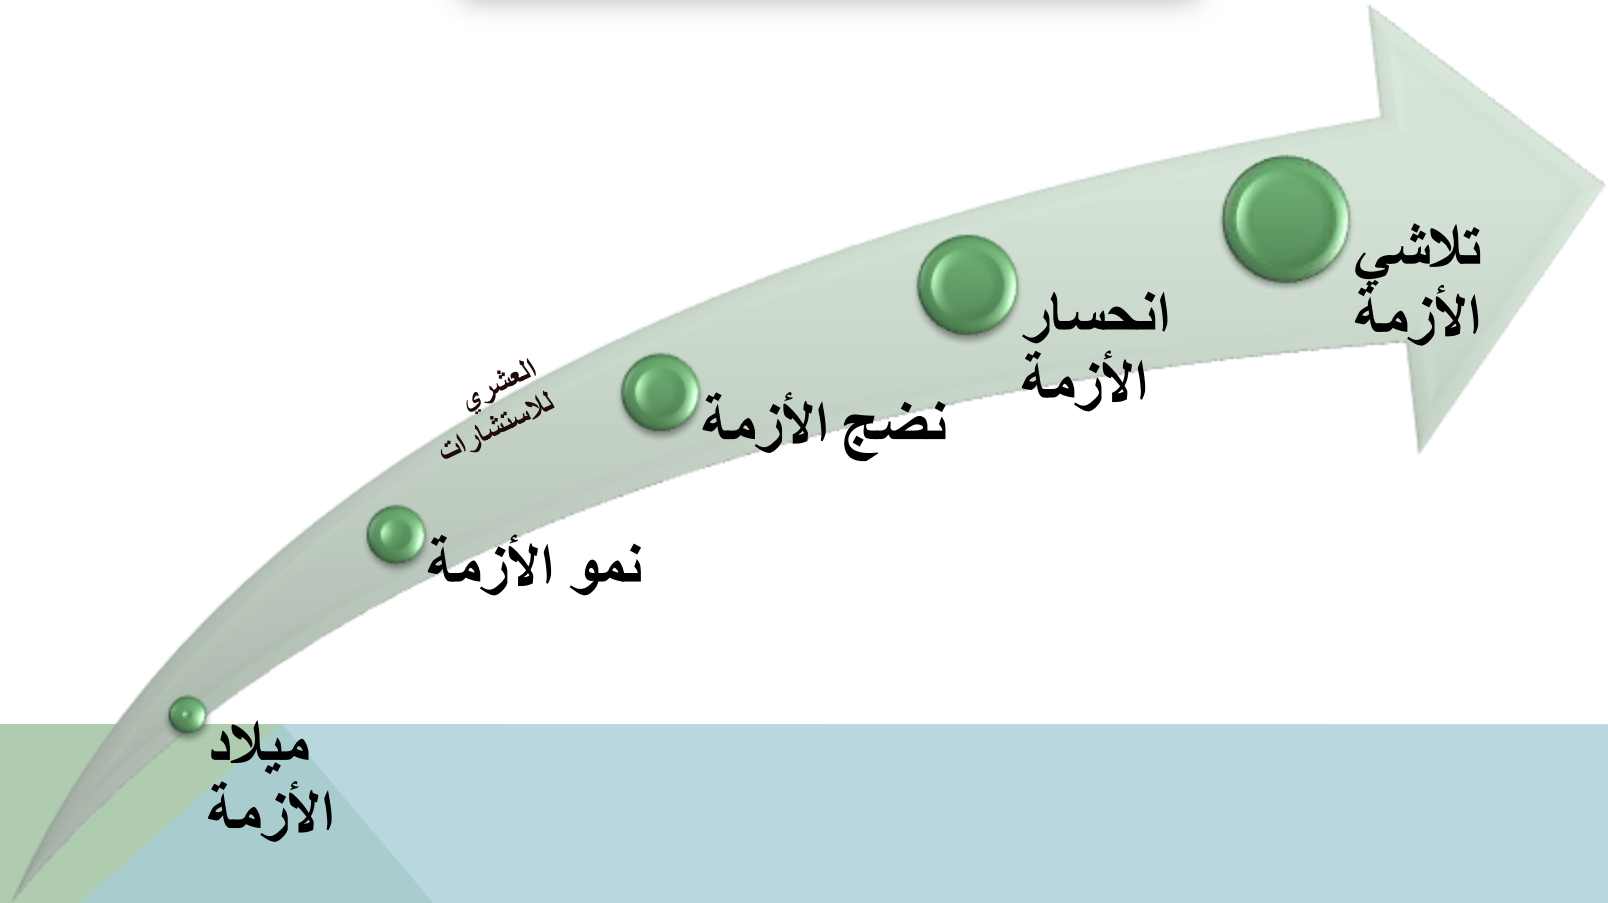 ميلاد
الأزمة
نمو الأزمة
نضج الأزمة
انحسار
الأزمة
تلاشي
الأزمة
العشري
للاستشارات